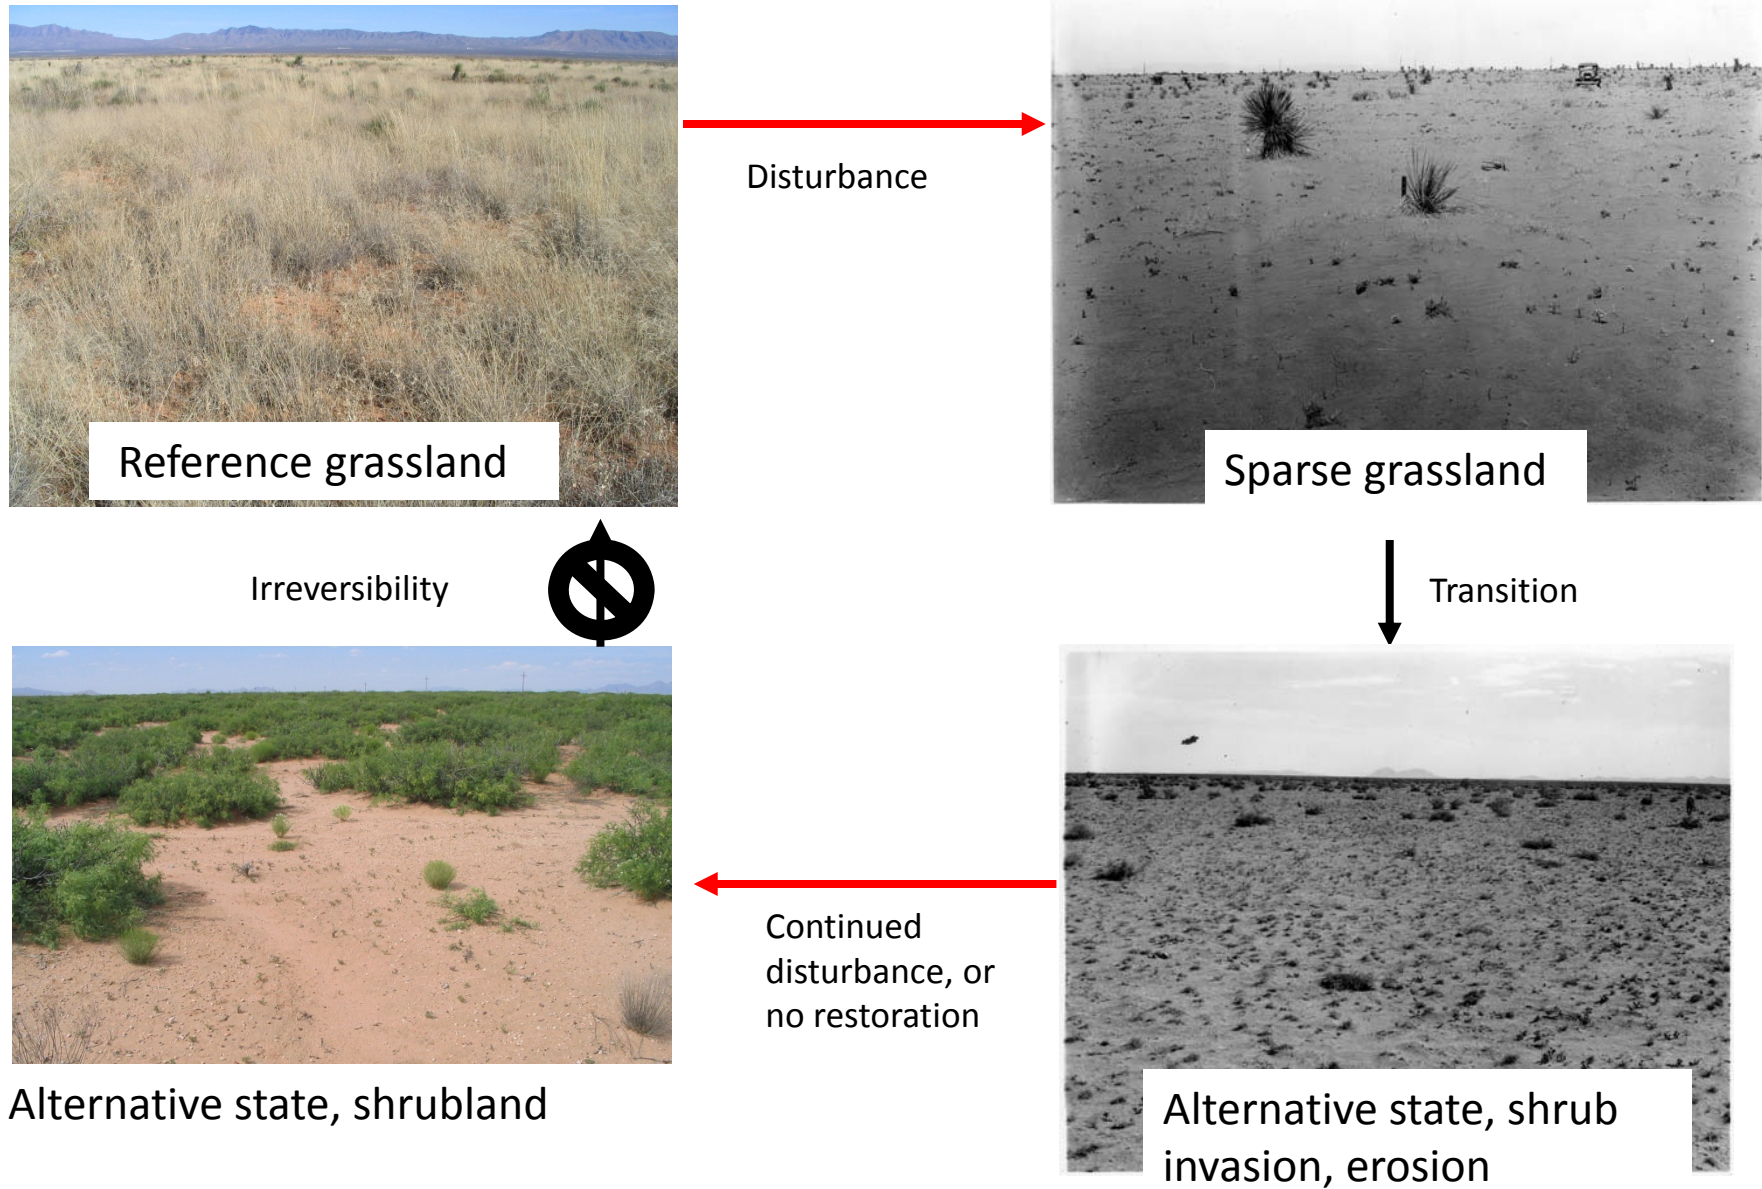 Reference grassland
Disturbance
Sparse grassland
Irreversibility
Transition
Continued
disturbance, or
no restoration
Alternative state, shrubland
Alternative state, shrub
invasion, erosion